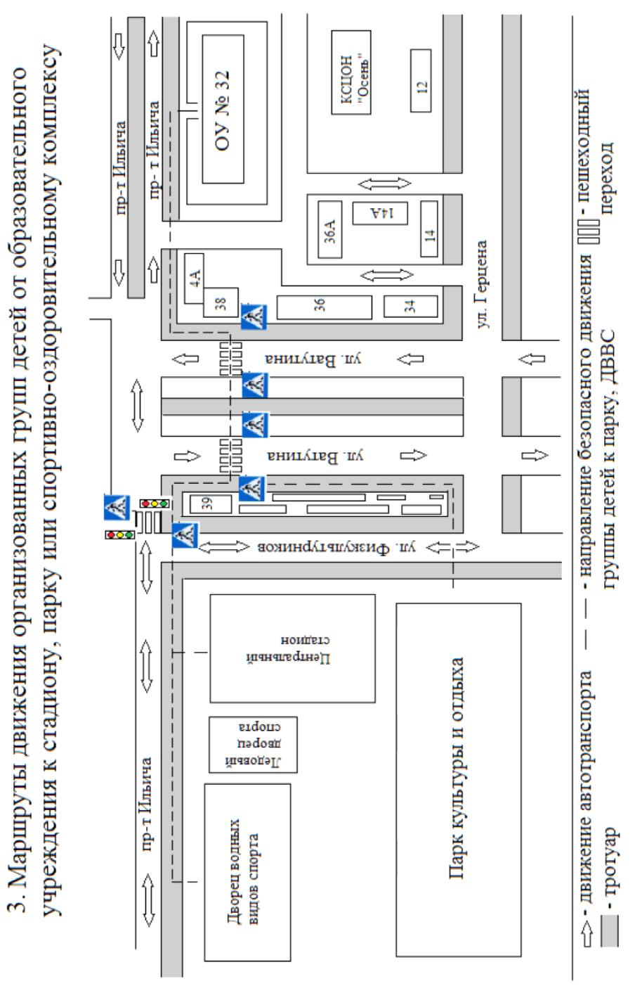 3. Маршруты движения организованных групп детей от образовательного
учреждения к стадиону, парку или спортивно-оздоровительному комплексу
пр-т Ильича
пр-т Ильича
пр- т Ильича
ОУ № 32
КСЦОН
"Осень"
12
4А
38
36
34
36А
14А
14
ул. Герцена
ул. Ватутина
ул. Ватутина
39
ул. Физкультурников
Центральный
стадион
Ледовый
дворец
спорта
Дворец водных
видов спорта
Парк культуры и отдыха
- движение автотранспорта
- направление безопасного движения
группы детей к парку, ДВВС
- пешеходный
переход
- тротуар